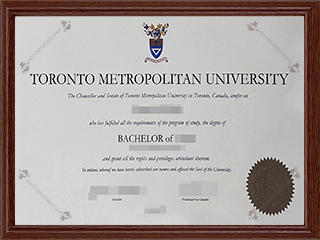 TORONTO METROPOLITAN UNIVERSITY
The Chancellor and Senate of Toronto Metropolitan University in Toronto, Canada, confer on
who has fulfilled all the requirements of the program of study, the degree of
BACHELOR of
and grant all the rights and privileges attendant thereon.
In witness whereof we have subscribed our names and affixed the Seal of the University.
Chancellor